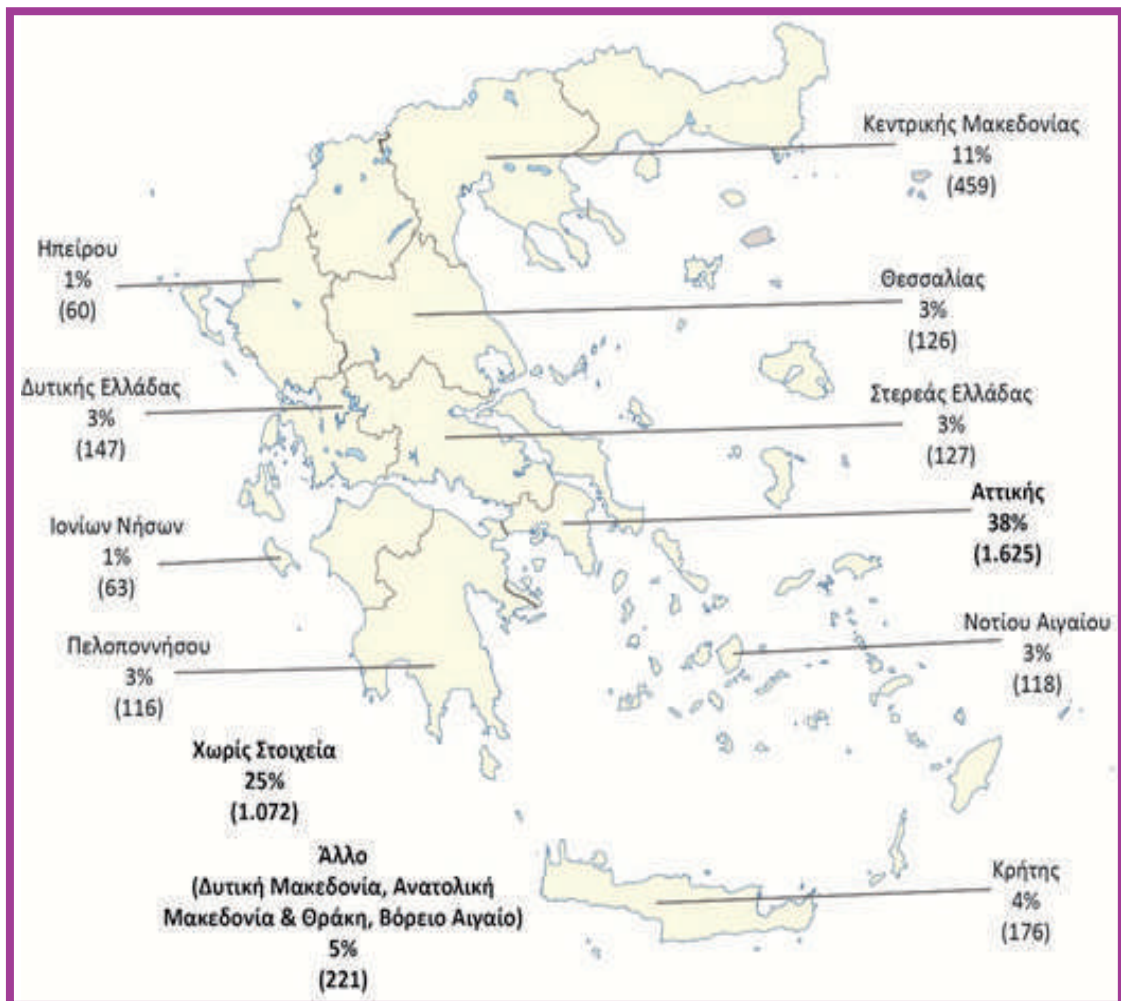 Κεντρικής Μακεδονίας
11%
(459)
Ηπείρου
1%
(60)
Θεσσαλίας
3%
(126)
Δυτικής Ελλάδας
3%
(147)
Στερεάς Ελλάδας
3%
(127)
Αττικής
38%
(1.625)
Ιονίων Νήσων
1%
(63)
Νοτίου Αιγαίου
3%
(118)
Πελοποννήσου
3%
(116)
Χωρίς Στοιχεία
25%
(1.072)
Άλλο
(Δυτική Μακεδονία, Ανατολική
Μακεδονία & Θράκη, Βόρειο Αιγαίο)
5%
(221)
Κρήτης
4%
(176)